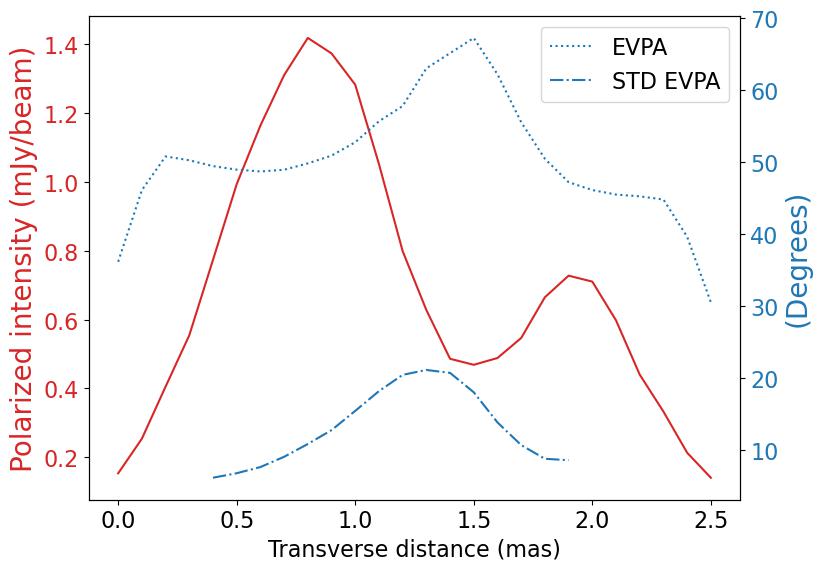 Polarized intensity (mJy/beam)
1.4
1.2
1.0
0.8
0.6
0.4
0.2
EVPA
STD EVPA
70
60
50
40
30
20
10
(Degrees)
0.0 0.5 1.0 1.5 2.0 2.5
Transverse distance (mas)